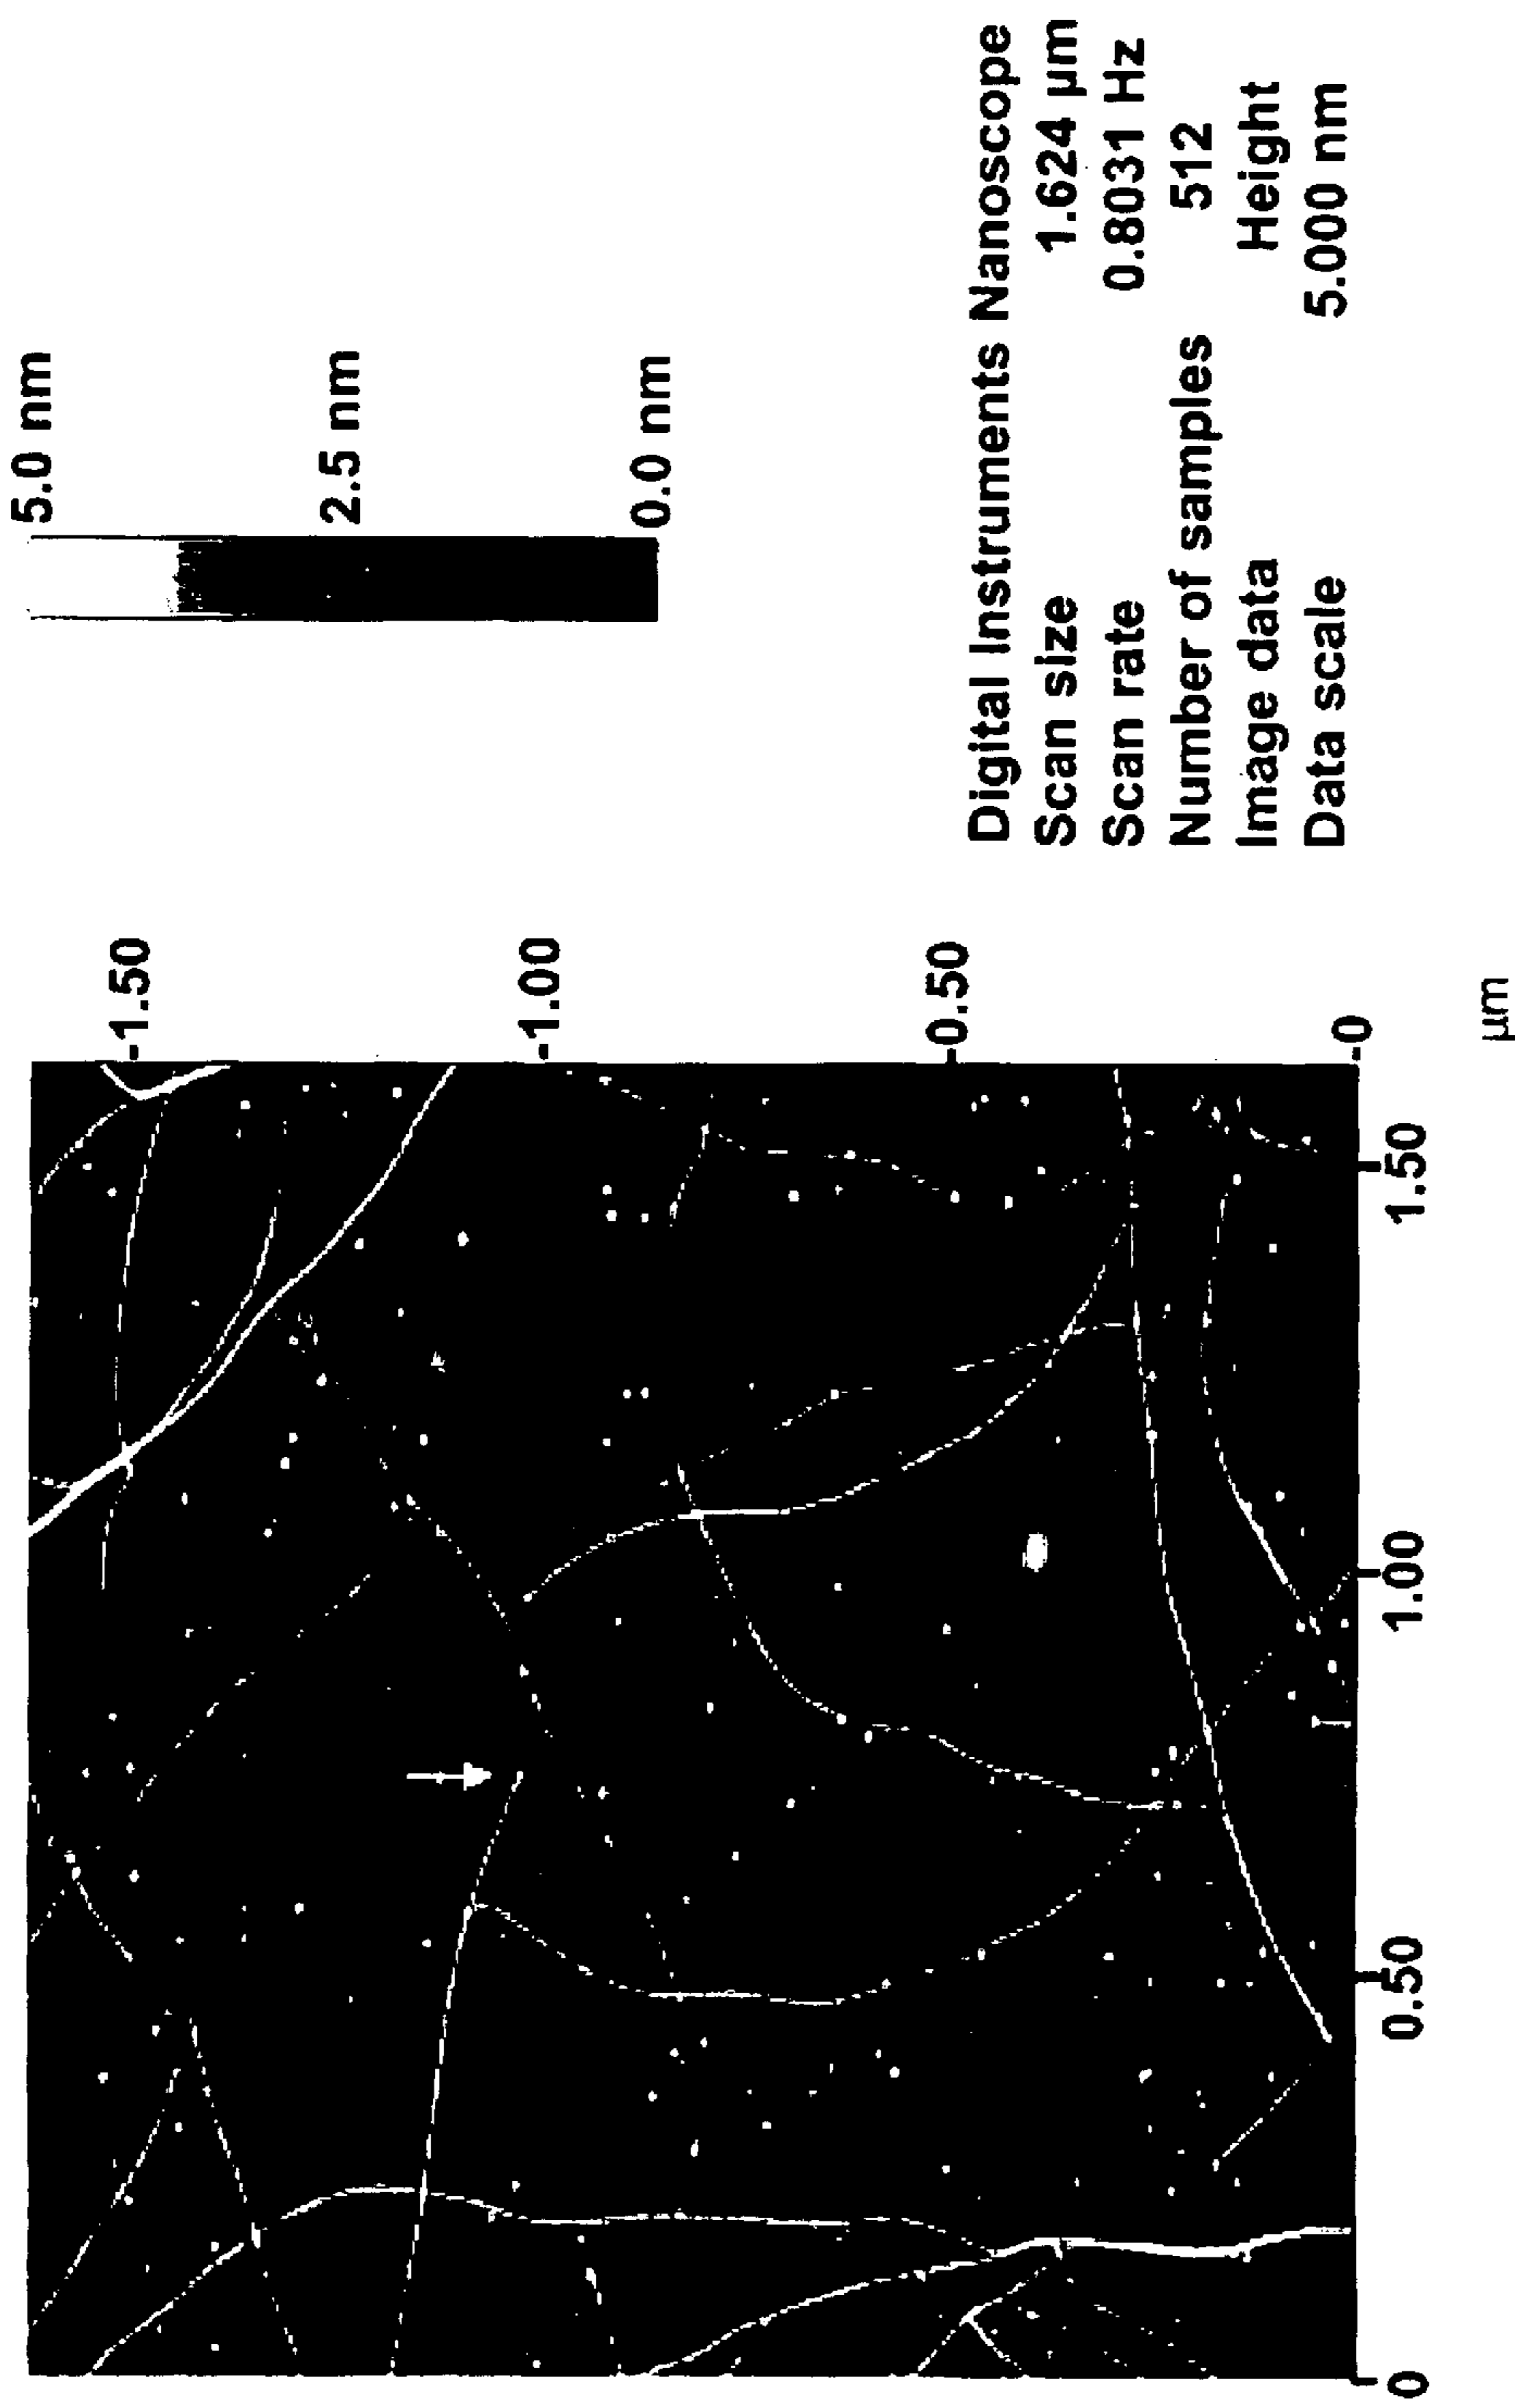 5.0 nm
2.5 nm
0.0 nm
Digital Instruments Nanoscope
Scan size 1.624 µm
Scan rate 0.8031 Hz
Number of samples 512
Image data Height
Data scale 5.000 nm
-1.50
-1.00
-0.50
-0
0 0.50 1.00 1.50
µm